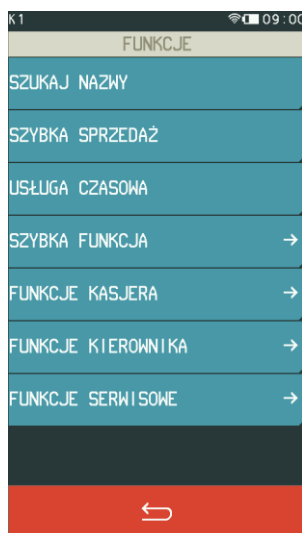 K1 09:00
FUNKCJE
SZUKAJ NAZWY
SZYBKA SPRZEDAŻ
USŁUGA CZASOWA
SZYBKA FUNKCJA
FUNKCJE KASJERA
FUNKCJE KIEROWNIKA
FUNKCJE SERWISOWE